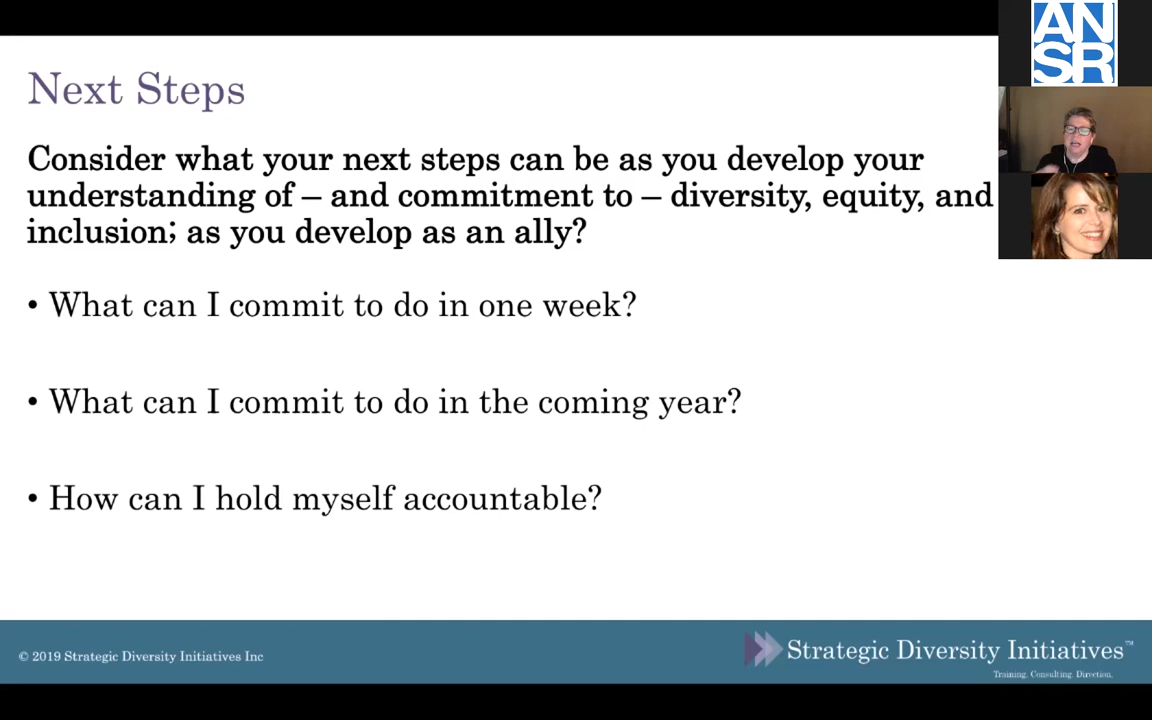 AN
SR
Next Steps
Consider what your next steps can be as you develop your
understanding of – and commitment to – diversity, equity, and
inclusion; as you develop as an ally?
• What can I commit to do in one week?
• What can I commit to do in the coming year?
• How can I hold myself accountable?
© 2019 Strategic Diversity Initiatives Inc
Strategic Diversity Initiatives™
Training. Consulting. Direction.